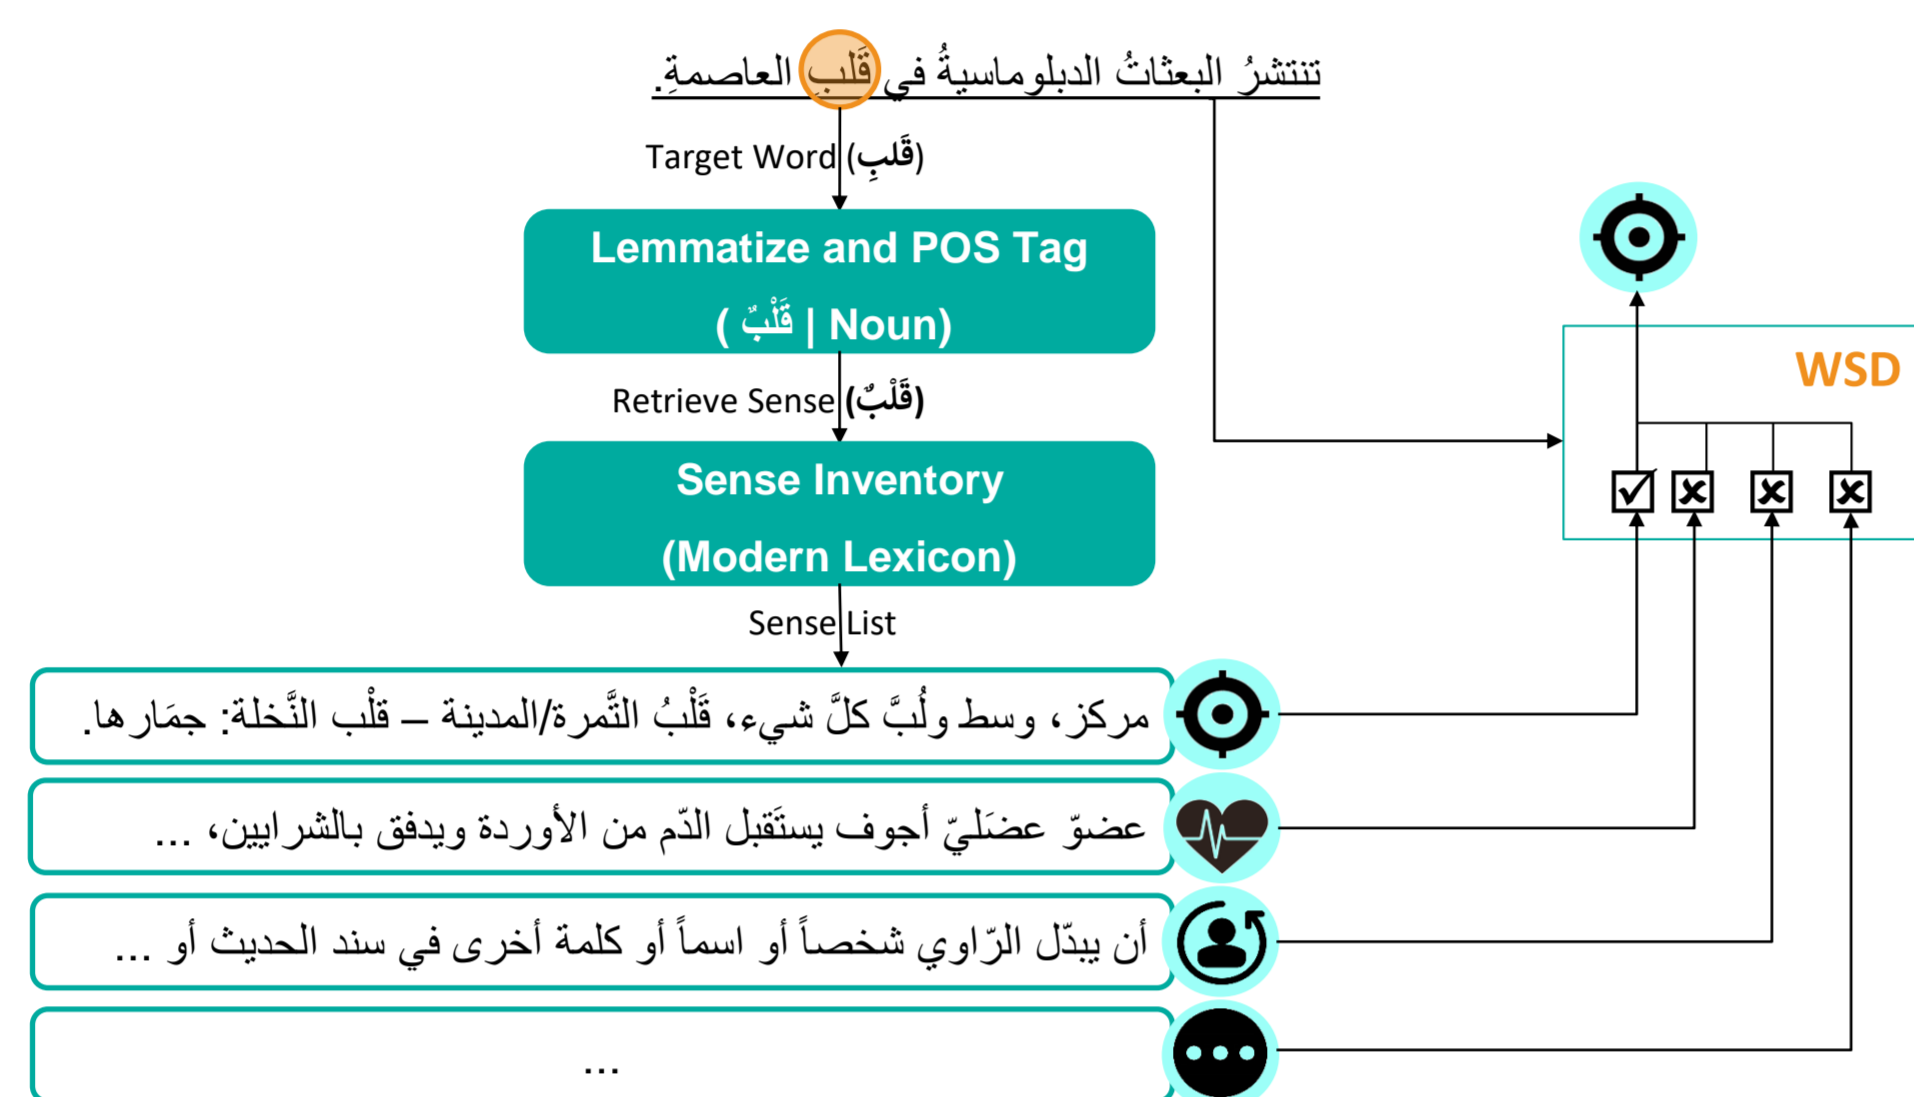 تنتشرُ البعثاتُ الدبلوماسيةُ في قَلبِ العاصمةِ.
Target Word (قَلبِ)
Lemmatize and POS Tag
( قَلْبٌ | Noun)
Retrieve Sense (قَلْبٌ)
WSD
Sense Inventory
(Modern Lexicon)
Sense List
مركز، وسط ولُبَّ كلَّ شيء، قَلْبُ التَّمرة/المدينة – قلْب النَّخلة: جمَارها.
عضوّ عضَليّ أجوف يستَقبل الدّم من الأوردة ويدفق بالشرايين، ...
أن يبدّل الرّاوي شخصاً أو اسماً أو كلمة أخرى في سند الحديث أو ...
...